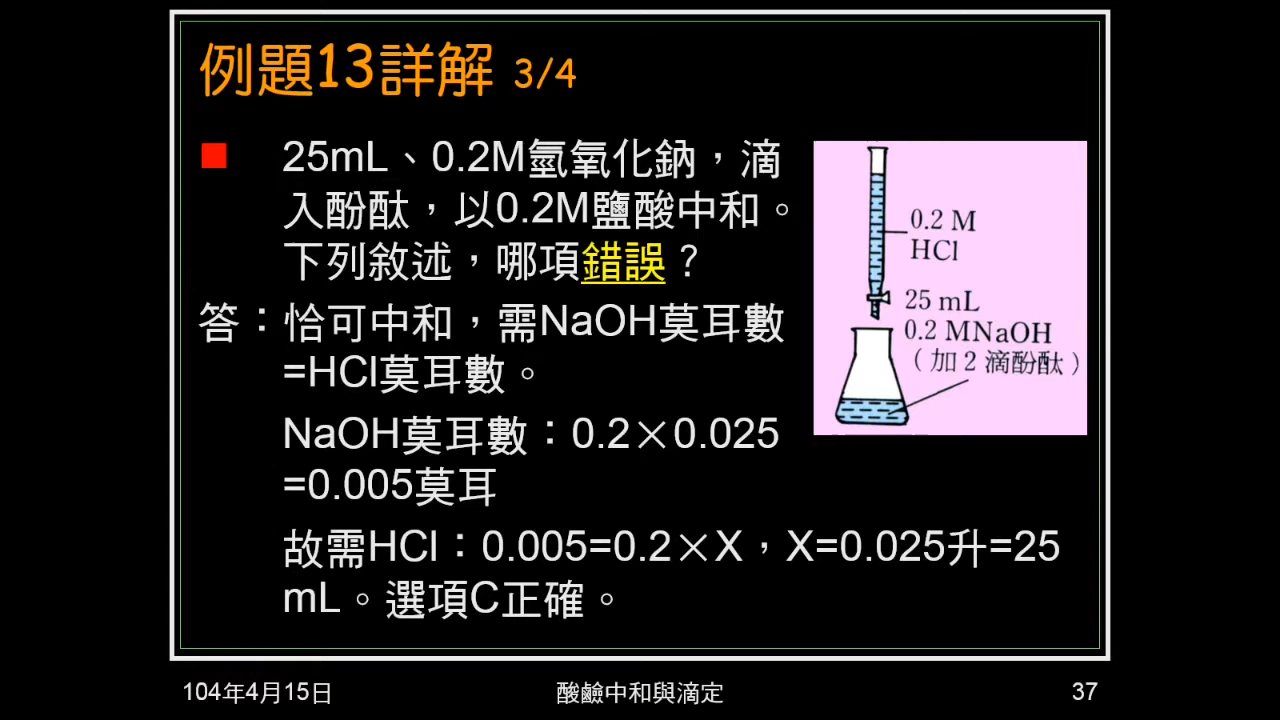 例題13詳解 3/4
25mL、0.2M氫氧化鈉，滴
入酚酞，以0.2M鹽酸中和。
下列敘述，哪項錯誤？
答：恰可中和，需NaOH莫耳數
=HCl莫耳數。
NaOH莫耳數：0.2×0.025
=0.005莫耳
故需HCl：0.005=0.2×X，X=0.025升=25
mL。選項C正確。
0.2 M
HCl
25 mL
0.2 MNaOH
（加 2 滴酚酞）
104年4月15日
酸鹼中和與滴定
37